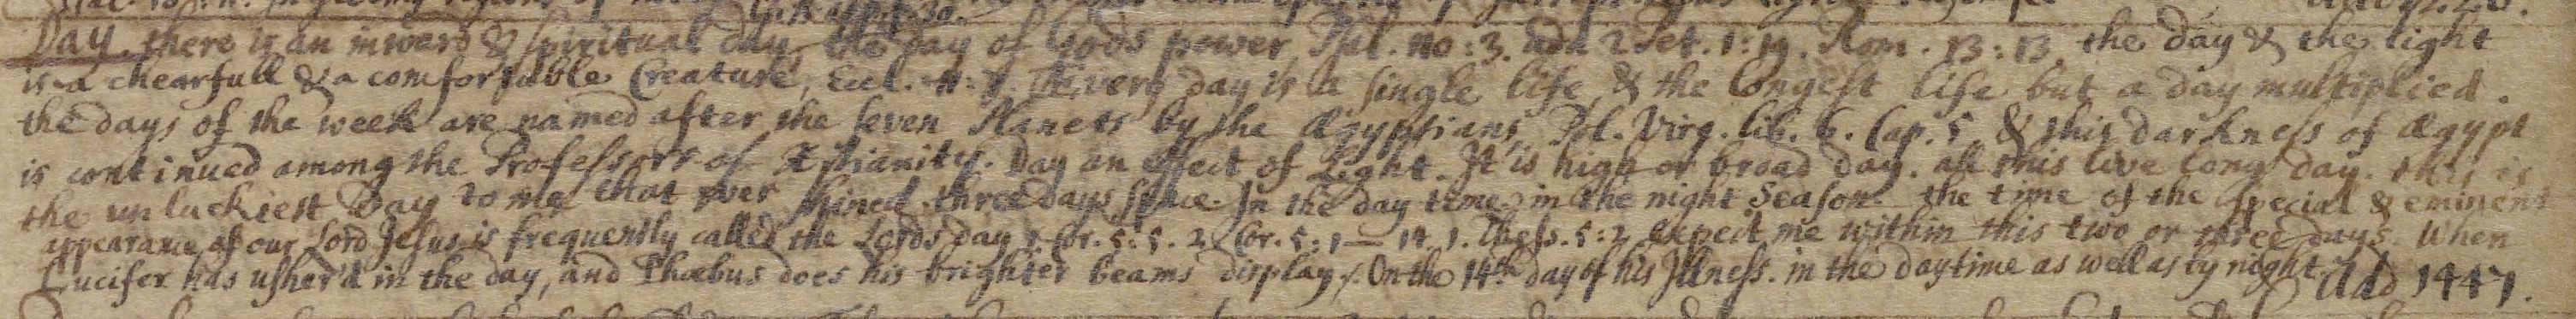 Day. there is an inward & spiritual day, the day of Gods power, Psal. 110:3. and 2 Pet. 1:19. Rom. 13:13. the day & the light
is a chearfull & a comfortable Creature, Eccl. 11:7. Every day is a single life, & the longest life but a day multiplied.
the days of the week are named after the seven Planets by the Ægyptians, Pol. Virg. lib. 6. Cap. 5. & this darkness of Ægypt
is continued among the Professors of Xstianity. Day an effect of Light. It is high or broad day. all this live long day. this is
the unluckiest Day to me that ever shined. three days space. In the day time, in the night Season. the time of the special & eminent
appearance of our Lord Jesus is frequently called the Lords day 1. Cor. 5:5. 2 Cor. 5:1—14. 1. Thess. 5:2. expect me within this two or three days. When
Lucifer has usher'd in the day, and Phœbus does his brighter beams display. On the 14th day of his Illness. in the daytime as well as by night. Add 1447.